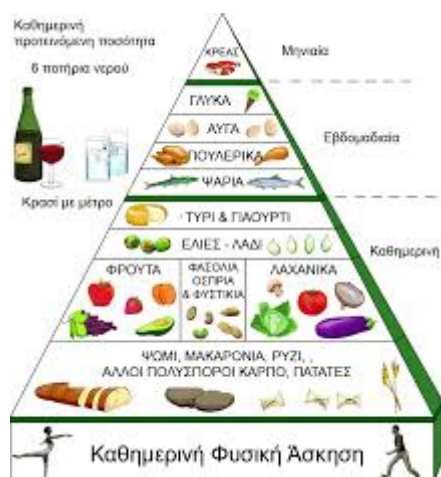 Καθημερινή
προτεινόμενη ποσότητα
6 ποτήρια νερού
Κρασί με μέτρο
ΚΡΕΑΣ
Μηνιαία
ΓΛΥΚΑ
ΑΥΓΑ
ΠΟΥΛΕΡΙΚΑ
ΨΑΡΙΑ
Εβδομαδιαία
ΤΥΡΙ & ΓΙΑΟΥΡΤΙ
ΕΛΙΕΣ - ΛΑΔΙ
Καθημερινή
ΦΡΟΥΤΑ
ΦΑΣΟΛΙΑ
ΟΣΠΡΙΑ
& ΦΥΣΤΙΚΙΑ
ΛΑΧΑΝΙΚΑ
ΨΩΜΙ, ΜΑΚΑΡΟΝΙΑ, ΡΥΖΙ, ,
ΑΛΛΟΙ ΠΟΛΥΣΠΟΡΟΙ ΚΑΡΠΟ, ΠΑΤΑΤΕΣ
Καθημερινή Φυσική Άσκηση